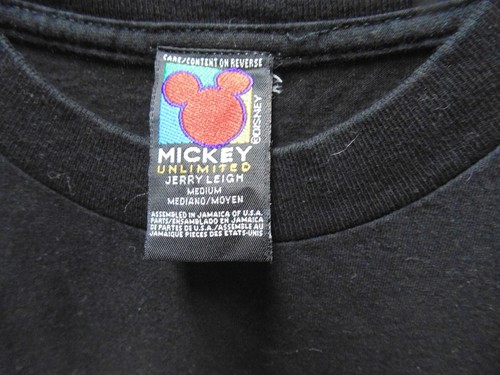 CARE/CONTENT ON REVERSE
©DISNEY
MICKEY
UNLIMITED
JERRY LEIGH
MEDIUM
MEDIANO/MOYEN
ASSEMBLED IN JAMAICA OF U.S.A.
PARTS/ENSAMBLADO EN JAMAICA
DE PARTES DE U.S.A./ASSEMBLE AU
JAMAIQUE PIECES DES ETATS-UNIS